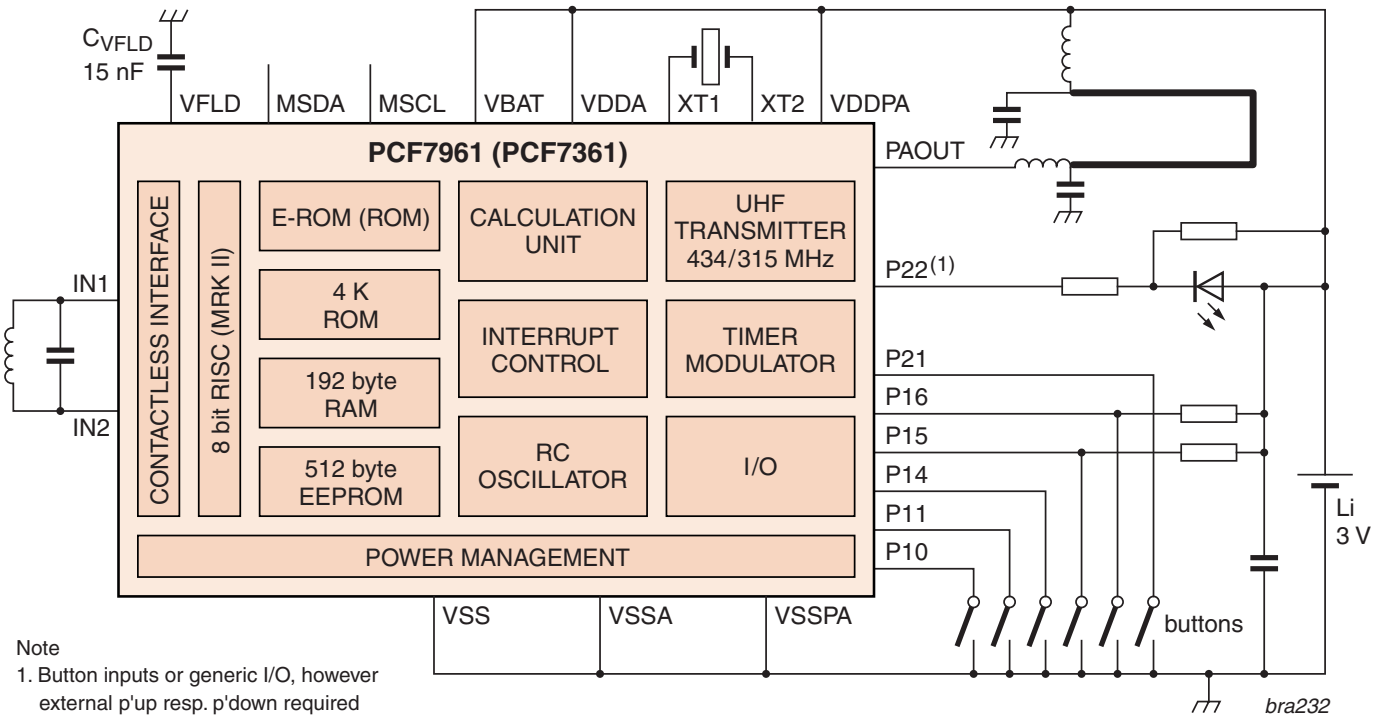 C_VFLD
15 nF
VFLD
MSDA
MSCL
VBAT
VDDA
XT1
XT2
VDDPA
PCF7961 (PCF7361)
PAOUT
CONTACTLESS INTERFACE
8 bit RISC (MRK II)
E-ROM (ROM)
CALCULATION
UNIT
UHF
TRANSMITTER
434/315 MHz
P22(1)
IN1
4 K
ROM
INTERRUPT
CONTROL
TIMER
MODULATOR
P21
192 byte
RAM
P16
IN2
P15
RC
OSCILLATOR
I/O
512 byte
EEPROM
P14
Li
3 V
P11
POWER MANAGEMENT
P10
VSS
VSSA
VSSPA
buttons
Note
1. Button inputs or generic I/O, however
external p'up resp. p'down required
bra232